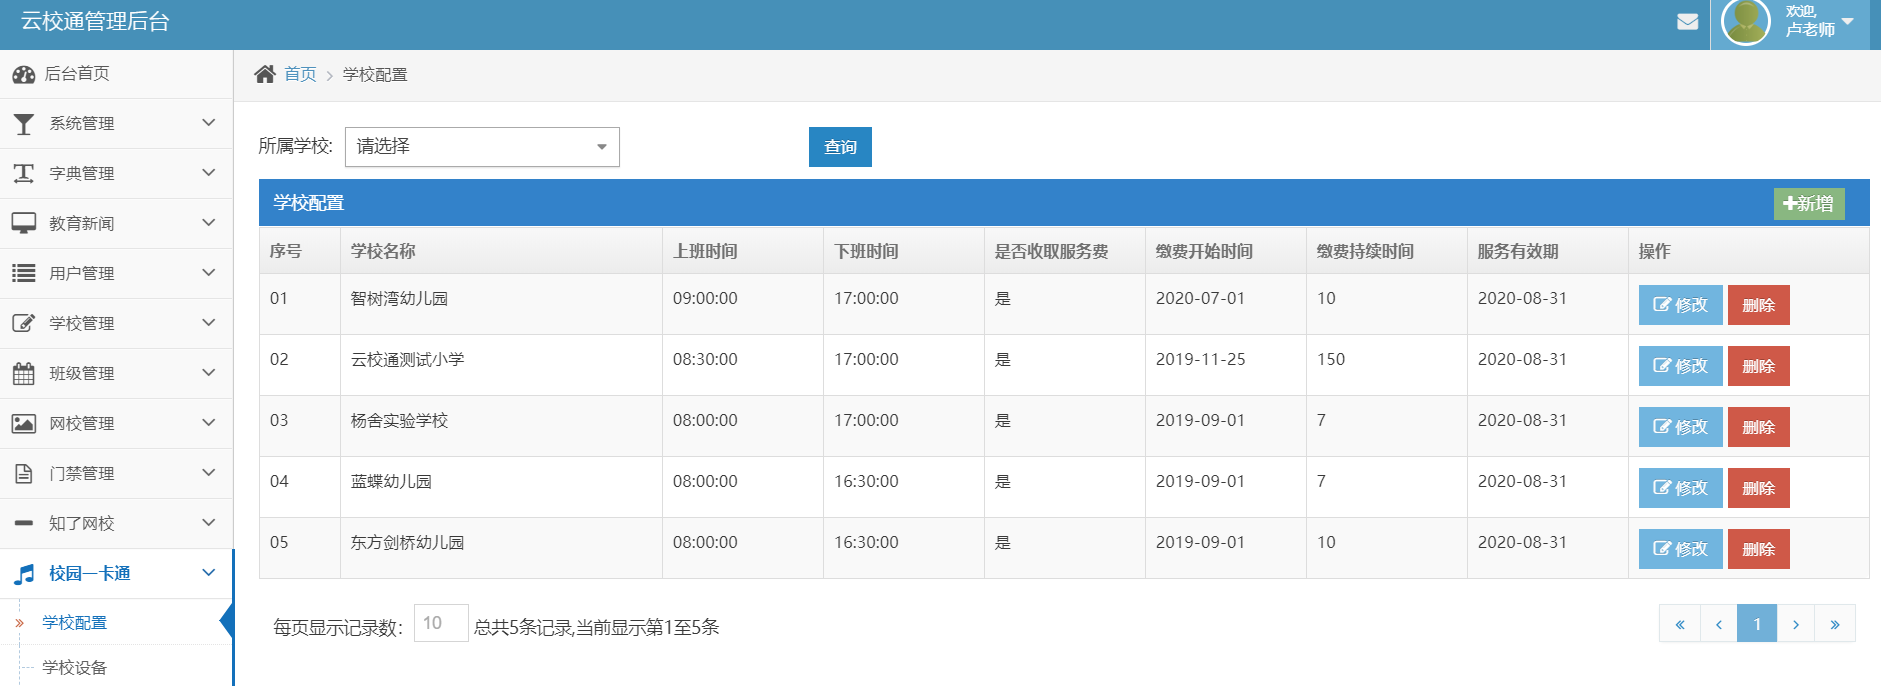 云校通管理后台
欢迎,
卢老师
后台首页
系统管理
字典管理
教育新闻
用户管理
学校管理
班级管理
网校管理
门禁管理
知了网校
校园一卡通
学校配置
学校设备
首页 学校配置
所属学校: 请选择 查询
学校配置 新增
序号 学校名称 上班时间 下班时间 是否收取服务费 缴费开始时间 缴费持续时间 服务有效期 操作
01 智树湾幼儿园 09:00:00 17:00:00 是 2020-07-01 10 2020-08-31 修改 删除
02 云校通测试小学 08:30:00 17:00:00 是 2019-11-25 150 2020-08-31 修改 删除
03 杨舍实验学校 08:00:00 17:00:00 是 2019-09-01 7 2020-08-31 修改 删除
04 蓝蝶幼儿园 08:00:00 16:30:00 是 2019-09-01 7 2020-08-31 修改 删除
05 东方剑桥幼儿园 08:00:00 16:30:00 是 2019-09-01 10 2020-08-31 修改 删除
每页显示记录数: 10 总共5条记录,当前显示第1至5条
« ‹ 1 › »